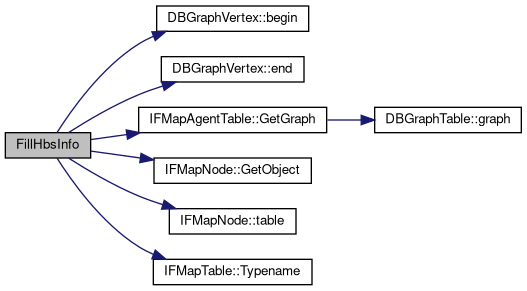 DBGraphVertex::begin
DBGraphVertex::end
IFMapAgentTable::GetGraph
DBGraphTable::graph
FillHbsInfo
IFMapNode::GetObject
IFMapNode::table
IFMapTable::Typename